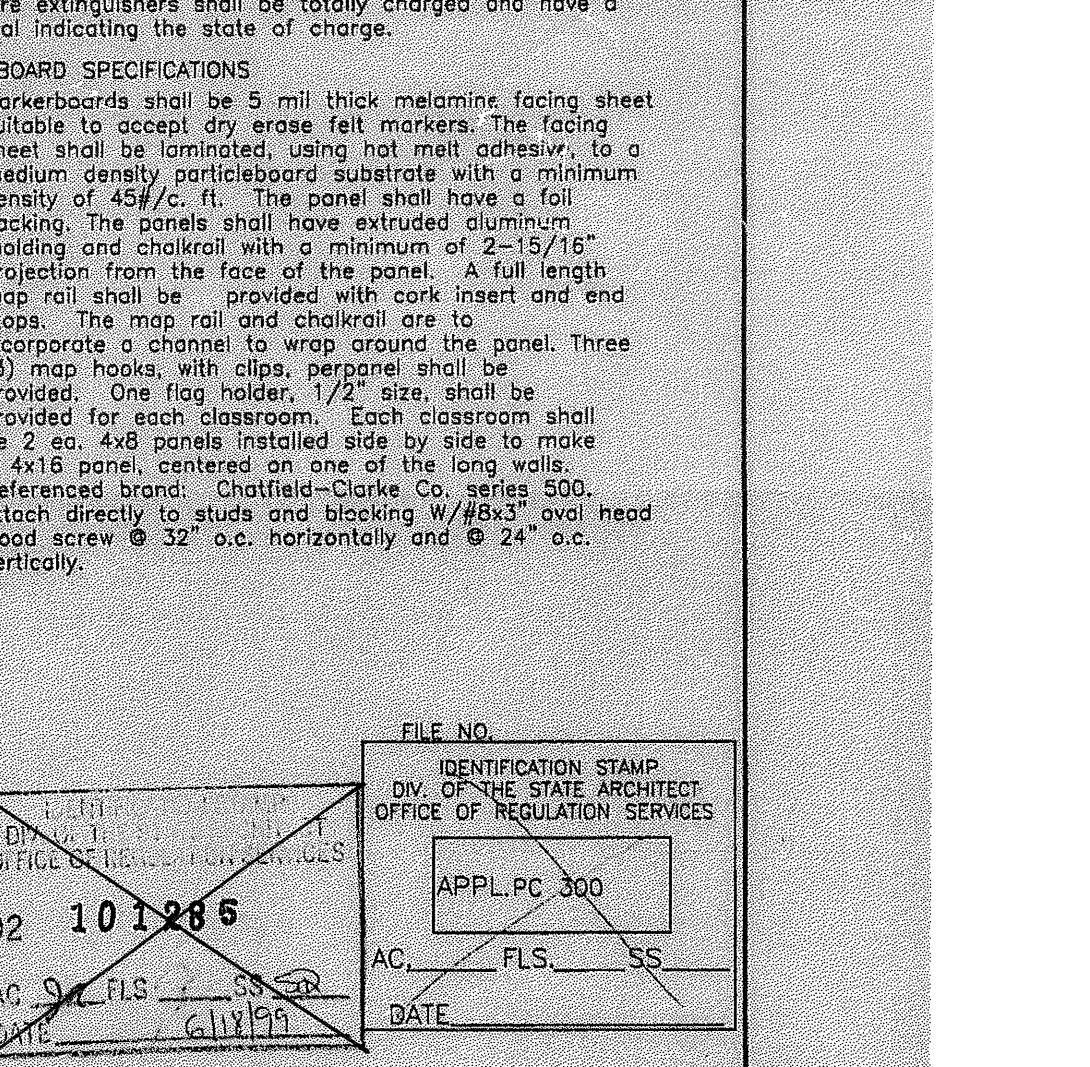 re extinguishers shall be totally charged and have a
al indicating the state of charge.
BOARD SPECIFICATIONS
arkerboards shall be 5 mil thick melamine facing sheet
uitable to accept dry erase felt markers. The facing
heet shall be laminated, using hot melt adhesive, to a
edium density particleboard substrate with a minimum
ensity of 45#/c. ft. The panel shall have a foil
acking. The panels shall have extruded aluminum
olding and chalkrail with a minimum of 2-15/16"
rojection from the face of the panel. A full length
ap rail shall be provided with cork insert and end
ops. The map rail and chalkrail are to
corporate a channel to wrap around the panel. Three
3) map hooks, with clips, perpanel shall be
rovided. One flag holder, 1/2" size, shall be
rovided for each classroom. Each classroom shall
e 2 ea. 4x8 panels installed side by side to make
4x16 panel, centered on one of the long walls.
eferenced brand: Chatfield-Clarke Co. series 500.
ttach directly to studs and blocking W/#8x3" oval head
ood screw @ 32" o.c. horizontally and @ 24" o.c.
ertically.
FILE NO.
IDENTIFICATION STAMP
DIV. OF THE STATE ARCHITECT
OFFICE OF REGULATION SERVICES
APPL.PC 300
AC. FLS. SS
DATE
OFFICE OF
02 101286
AC FLS SS
DATE 6/18/99